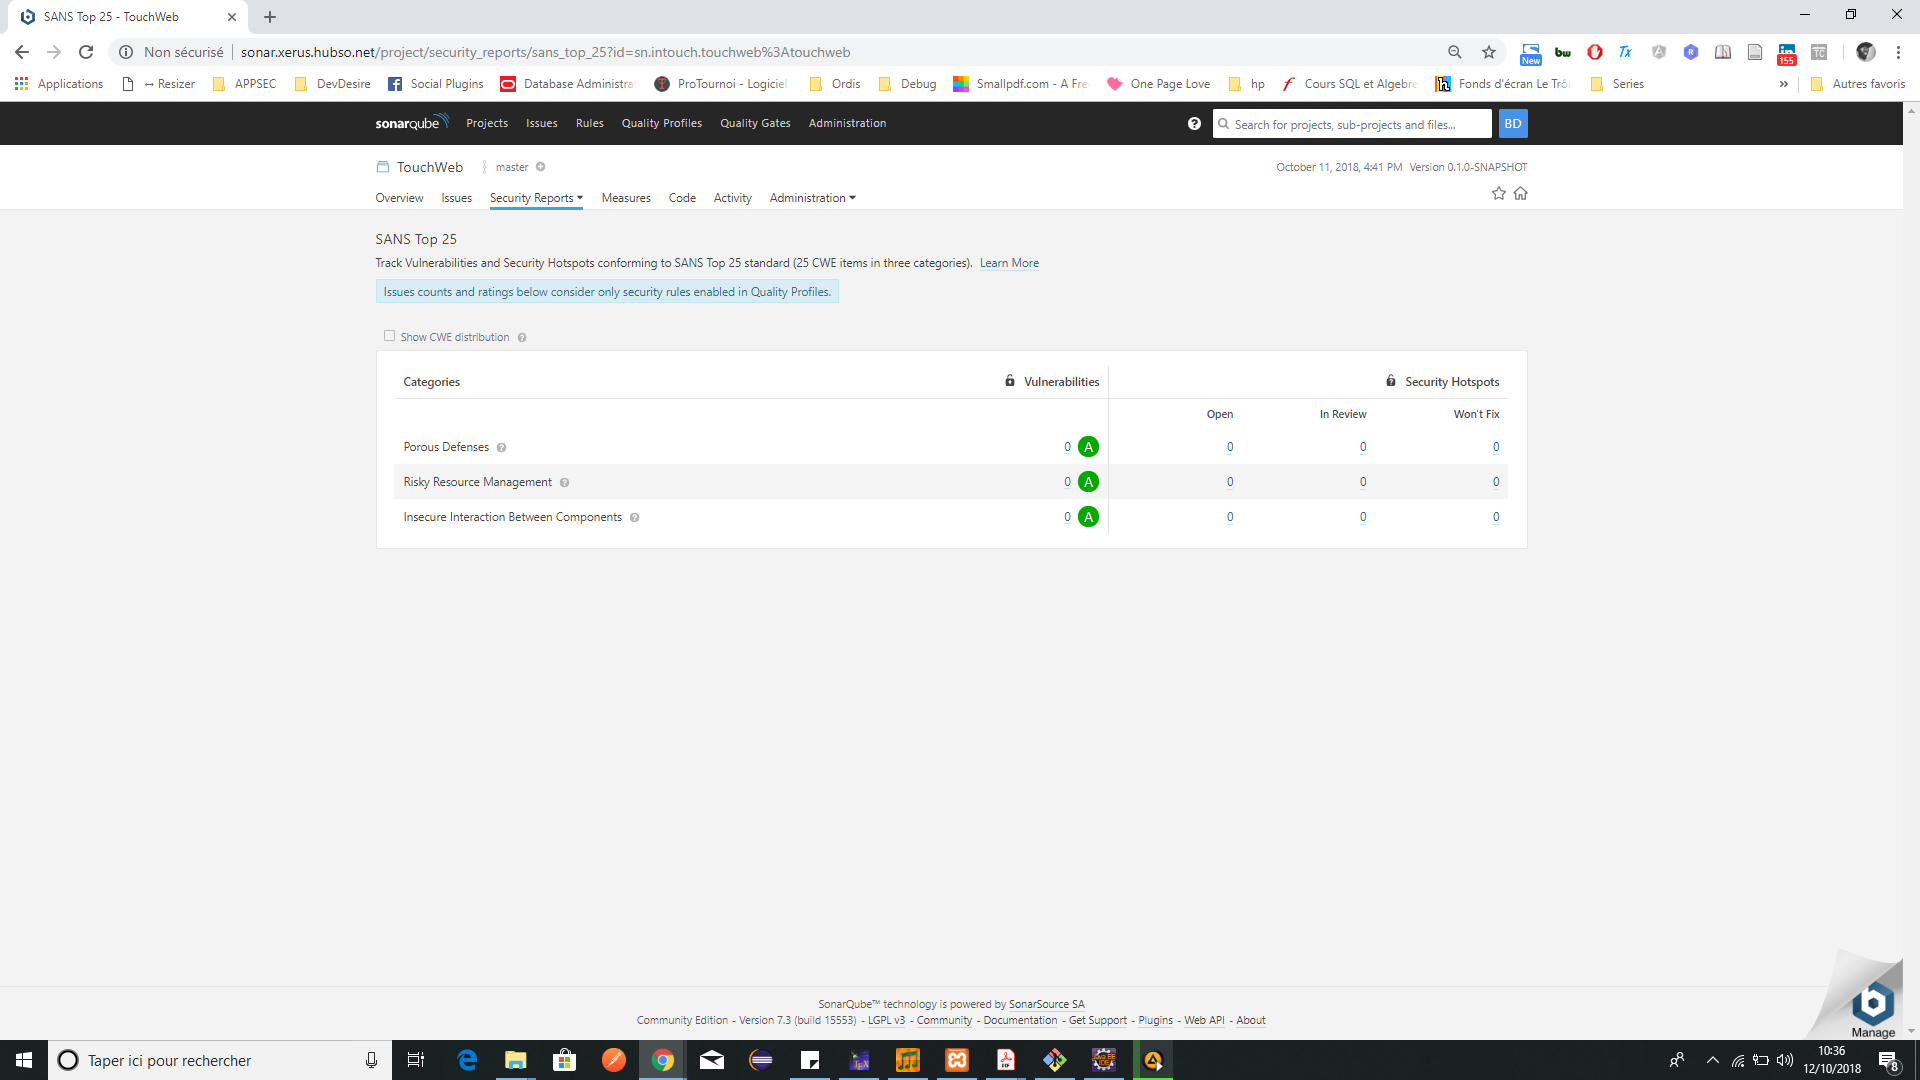 SANS Top 25 - TouchWeb
Non sécurisé sonar.xerus.hubso.net/project/security_reports/sans_top_25?id=sn.intouch.touchweb%3Atouchweb
New
155
TC
Applications ↔ Resizer APPSEC DevDesire Social Plugins Database Administrat ProTournoi - Logiciel Ordis Debug Smallpdf.com - A Fre One Page Love hp Cours SQL et Algebre Fonds d'écran Le Trô Series » Autres favoris
sonarqube Projects Issues Rules Quality Profiles Quality Gates Administration Search for projects, sub-projects and files... BD
TouchWeb master October 11, 2018, 4:41 PM Version 0.1.0-SNAPSHOT
Overview Issues Security Reports Measures Code Activity Administration
SANS Top 25
Track Vulnerabilities and Security Hotspots conforming to SANS Top 25 standard (25 CWE items in three categories). Learn More
Issues counts and ratings below consider only security rules enabled in Quality Profiles.
Show CWE distribution
Categories Vulnerabilities Security Hotspots
Open In Review Won't Fix
Porous Defenses 0 A 0 0 0
Risky Resource Management 0 A 0 0 0
Insecure Interaction Between Components 0 A 0 0 0
SonarQube™ technology is powered by SonarSource SA
Community Edition - Version 7.3 (build 15553) - LGPL v3 - Community - Documentation - Get Support - Plugins - Web API - About
Manage
Taper ici pour rechercher
10:36
12/10/2018
8